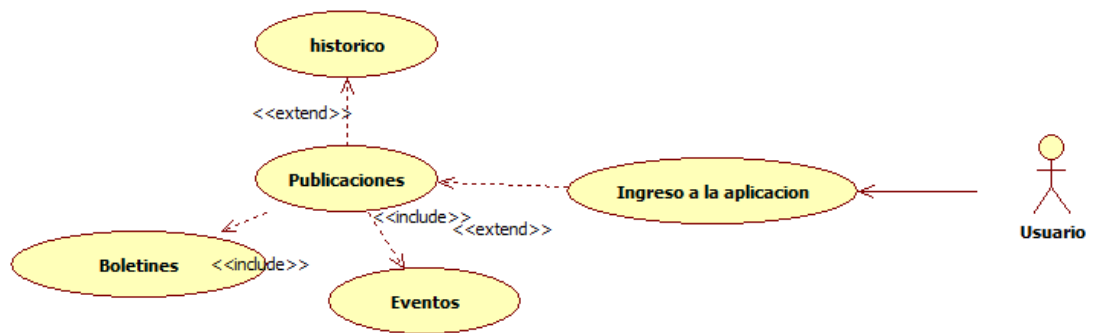 historico
<<extend>>
Publicaciones
Ingreso a la aplicacion
<<include>>
<<extend>>
Usuario
Boletines
<<include>>
Eventos